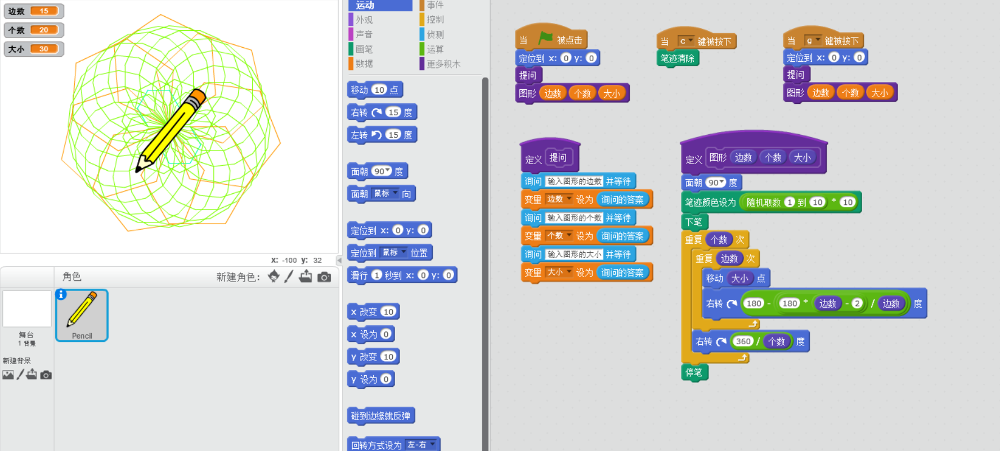 边数 15
个数 20
大小 30
x: -100 y: 32
角色
新建角色:
舞台
1 背景
新建背景
Pencil
运动
事件
外观
控制
声音
侦测
画笔
运算
数据
更多积木
移动 10 点
右转 15 度
左转 15 度
面朝 90 度
面朝 鼠标 向
定位到 x: 0 y: 0
定位到 鼠标 位置
滑行 1 秒到 x: 0 y: 0
x 改变 10
x 设为 0
y 改变 10
y 设为 0
碰到边缘就反弹
回转方式设为 左-右
当 被点击
定位到 x: 0 y: 0
提问
图形 边数 个数 大小
当 c 键被按下
笔迹清除
当 g 键被按下
定位到 x: 0 y: 0
提问
图形 边数 个数 大小
定义 提问
询问 输入图形的边数 并等待
变量 边数 设为 询问的答案
询问 输入图形的个数 并等待
变量 个数 设为 询问的答案
询问 输入图形的大小 并等待
变量 大小 设为 询问的答案
定义 图形 边数 个数 大小
面朝 90 度
笔迹颜色设为 随机取数 1 到 10 * 10
下笔
重复 个数 次
重复 边数 次
移动 大小 点
右转 180 - 180 * 边数 - 2 / 边数 度
右转 360 / 个数 度
停笔